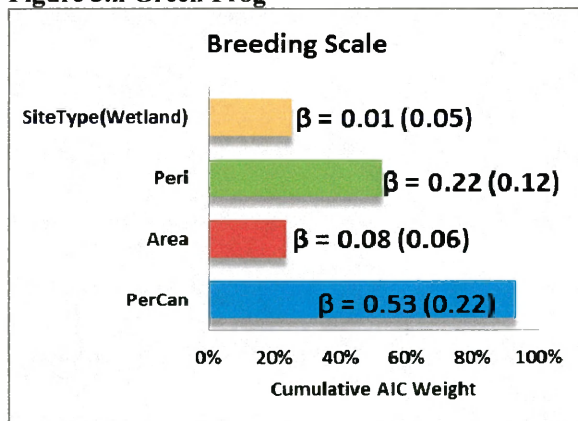 Breeding Scale
SiteType(Wetland)
β = 0.01 (0.05)
Peri
β = 0.22 (0.12)
Area
β = 0.08 (0.06)
PerCan
β = 0.53 (0.22)
0% 20% 40% 60% 80% 100%
Cumulative AIC Weight